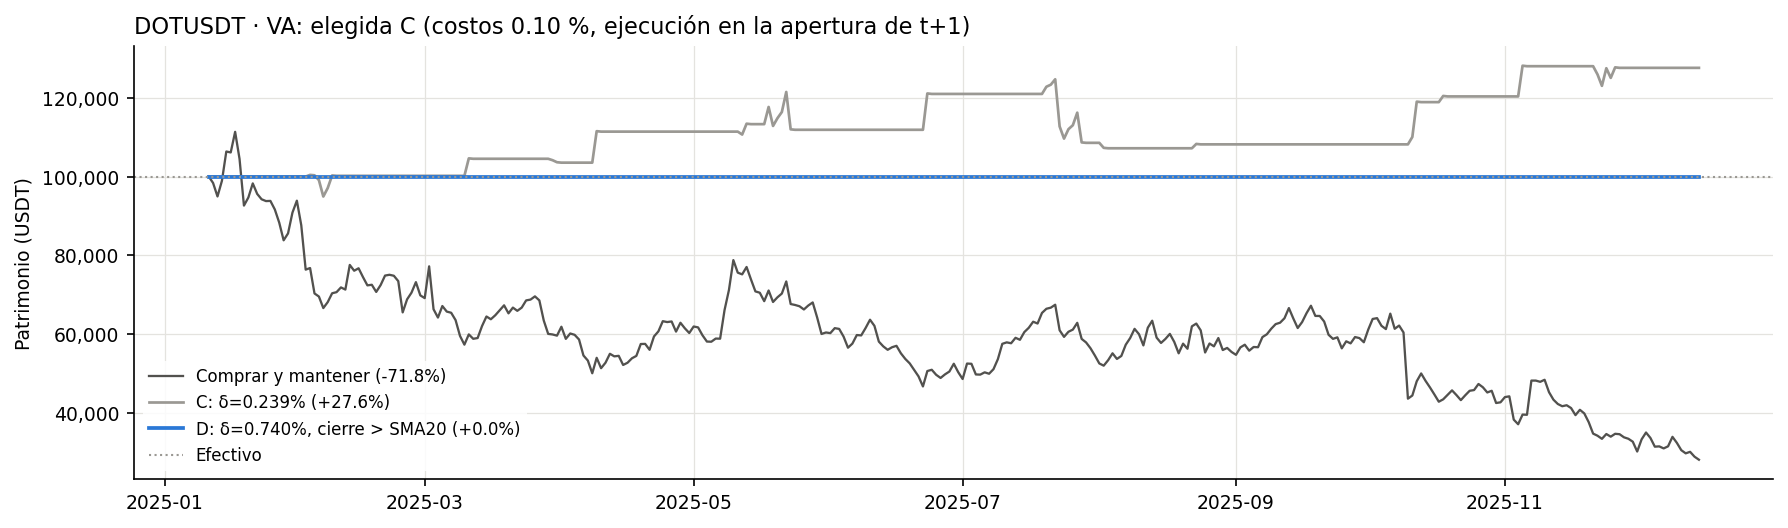 DOTUSDT · VA: elegida C (costos 0.10 %, ejecución en la apertura de t+1)
Patrimonio (USDT)
120,000
100,000
80,000
60,000
40,000
Comprar y mantener (-71.8%)
C: δ=0.239% (+27.6%)
D: δ=0.740%, cierre > SMA20 (+0.0%)
Efectivo
2025-01
2025-03
2025-05
2025-07
2025-09
2025-11